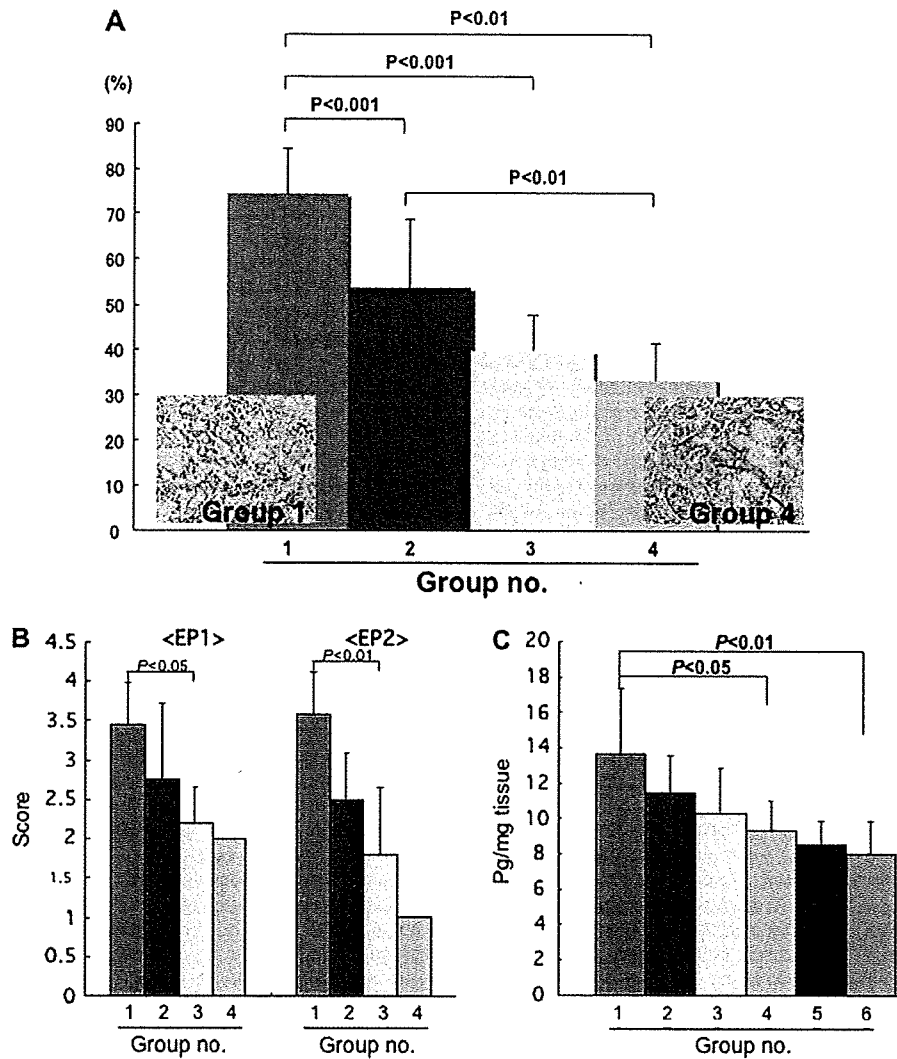 A
P<0.01
P<0.001
P<0.001
P<0.01
(%)
90
80
70
60
50
40
30
20
10
0
Group 1
Group 4
1 2 3 4
Group no.
B
<EP1> <EP2>
P<0.05
P<0.01
4.5
4
3.5
3
2.5
2
1.5
1
0.5
0
Score
1 2 3 4
Group no.
1 2 3 4
Group no.
C
P<0.01
P<0.05
20
18
16
14
12
10
8
6
4
2
0
Pg/mg tissue
1 2 3 4 5 6
Group no.